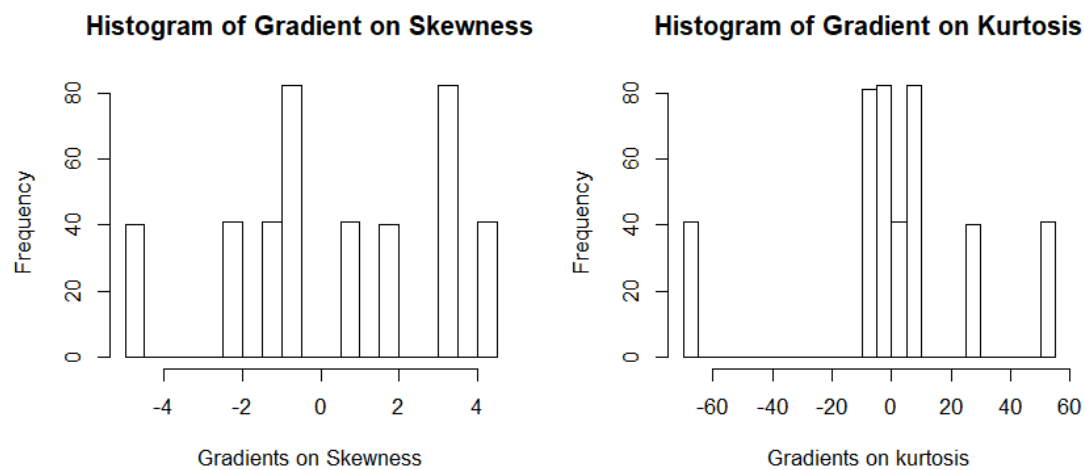 Histogram of Gradient on Skewness
Frequency
80
60
40
20
0
-4 -2 0 2 4
Gradients on Skewness
Histogram of Gradient on Kurtosis
Frequency
80
60
40
20
0
-60 -40 -20 0 20 40 60
Gradients on kurtosis